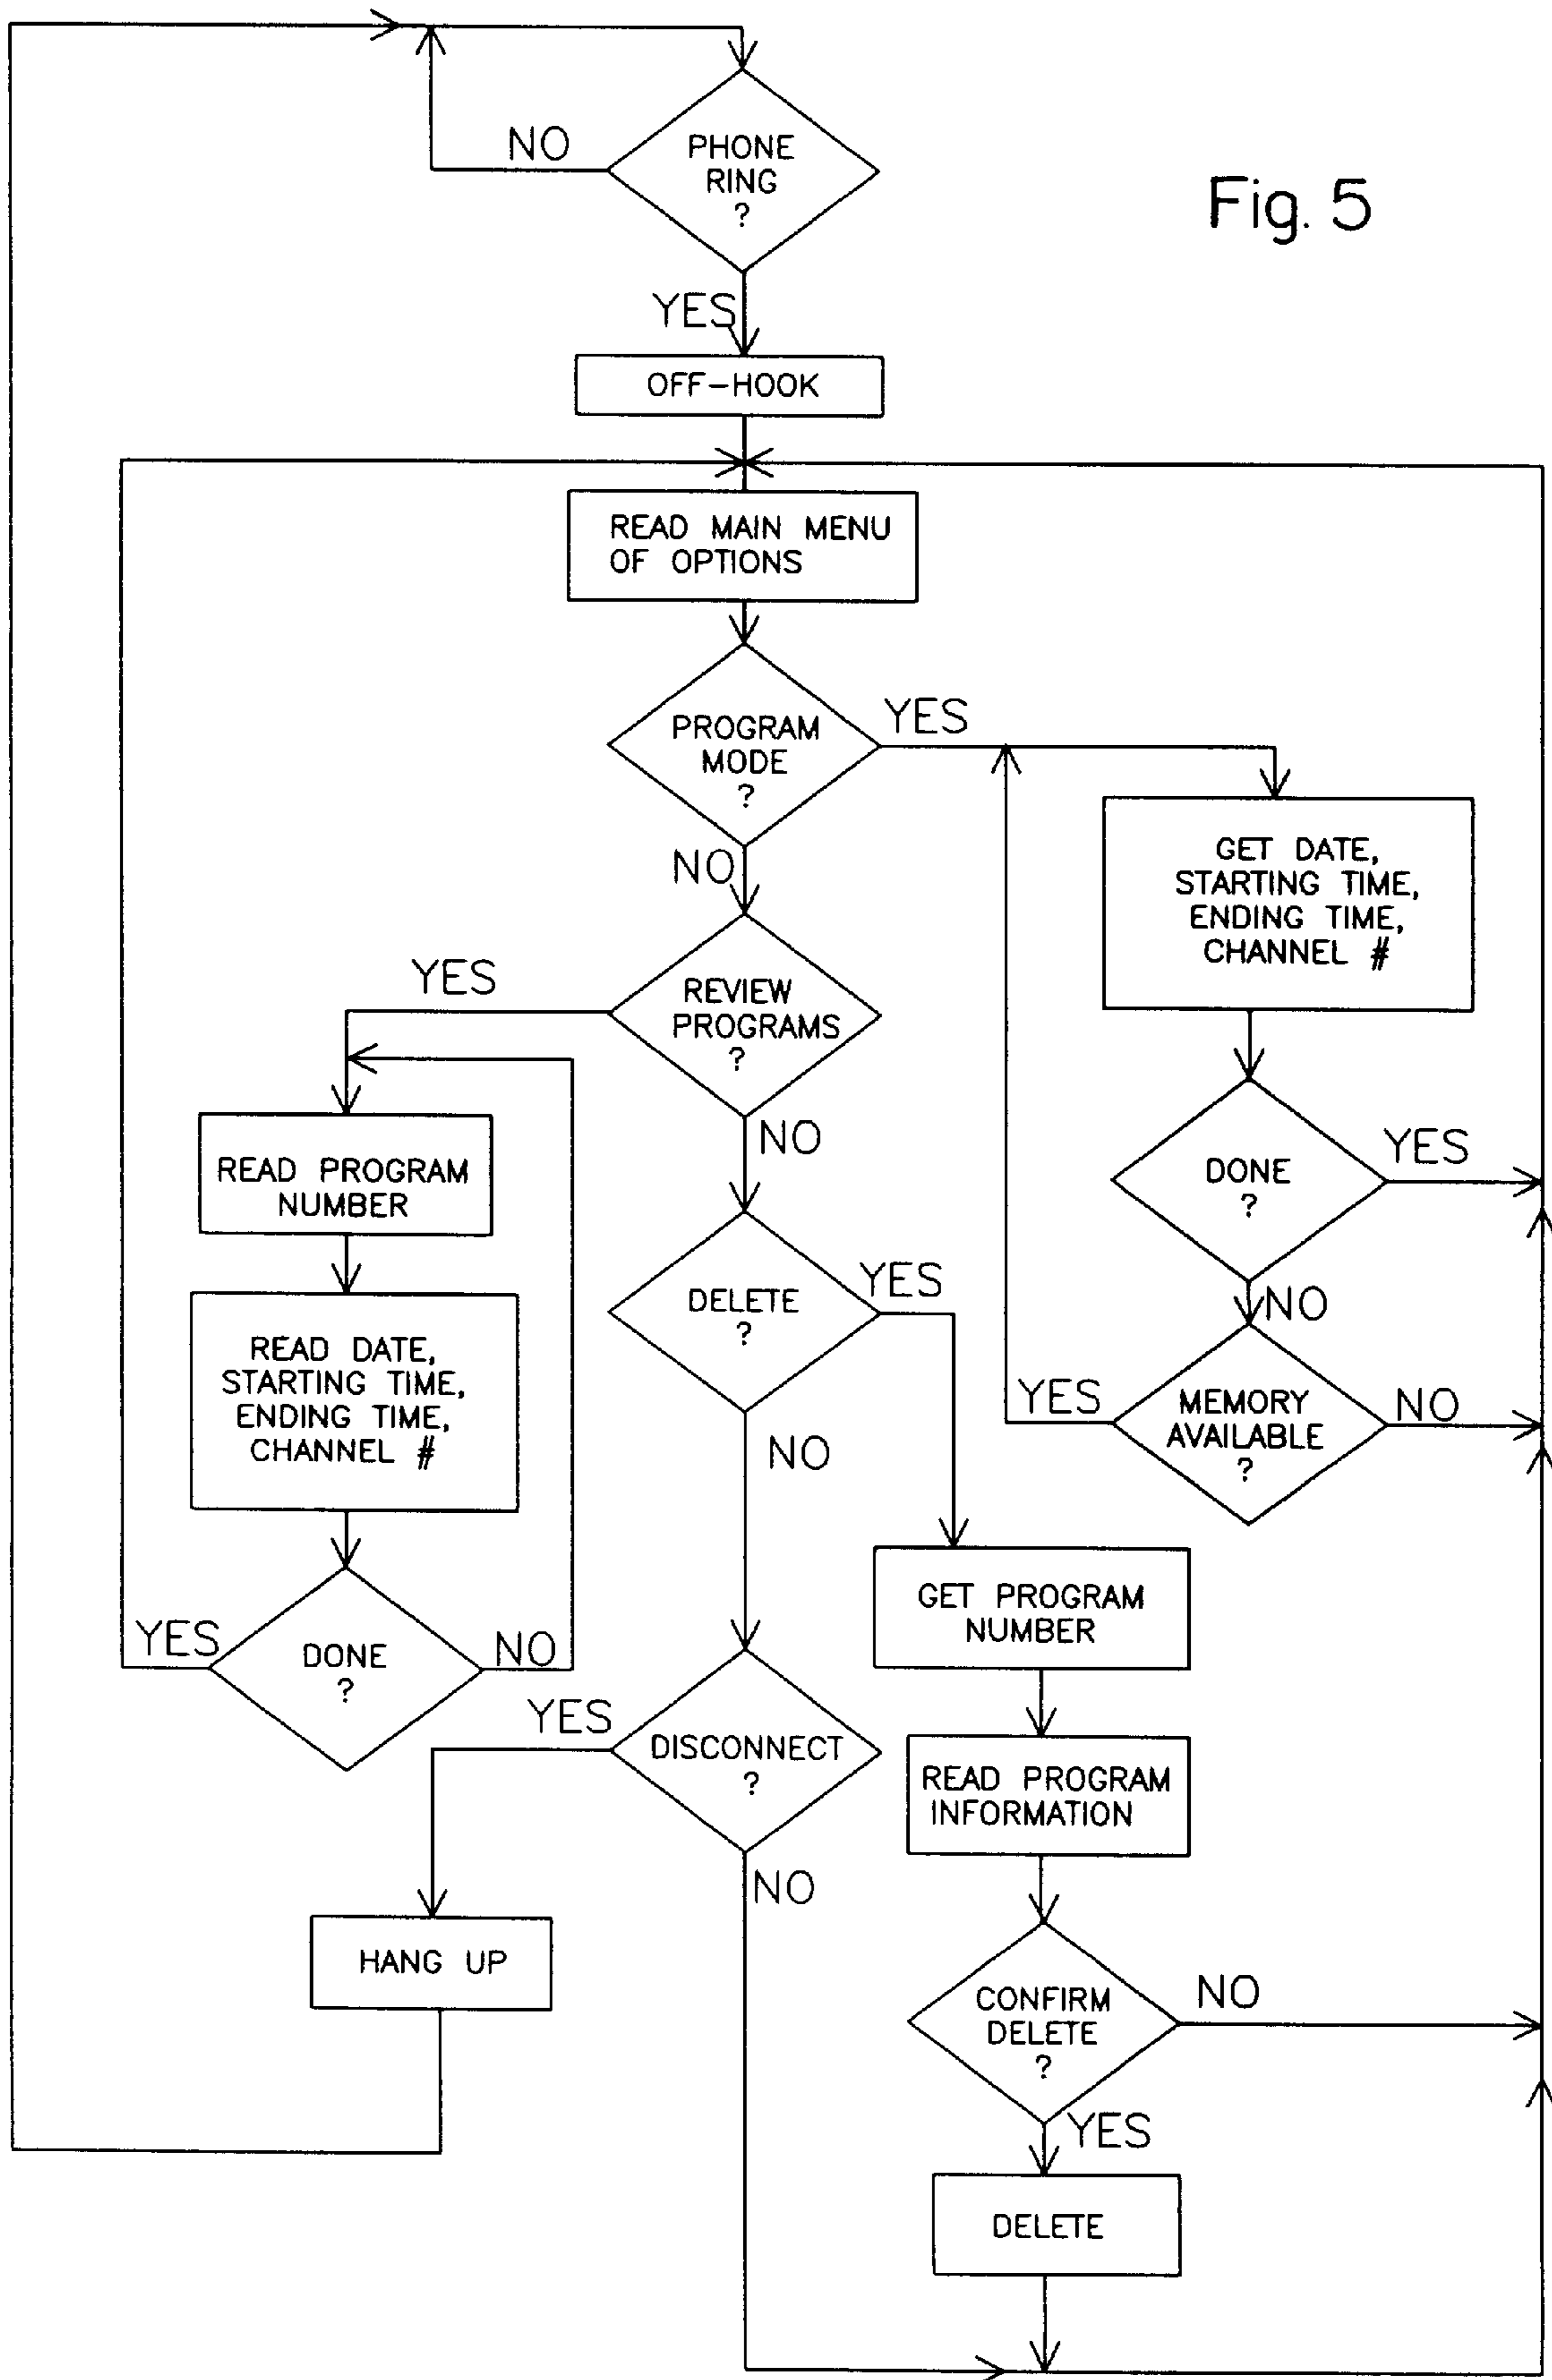 NO
PHONE
RING
?
Fig. 5
YES
OFF-HOOK
READ MAIN MENU
OF OPTIONS
PROGRAM
MODE
?
YES
NO
GET DATE,
STARTING TIME,
ENDING TIME,
CHANNEL #
YES
REVIEW
PROGRAMS
?
NO
READ PROGRAM
NUMBER
DONE
?
YES
NO
DELETE
?
YES
NO
READ DATE,
STARTING TIME,
ENDING TIME,
CHANNEL #
YES
MEMORY
AVAILABLE
?
NO
GET PROGRAM
NUMBER
YES
DONE
?
NO
YES
DISCONNECT
?
NO
READ PROGRAM
INFORMATION
HANG UP
CONFIRM
DELETE
?
NO
YES
DELETE